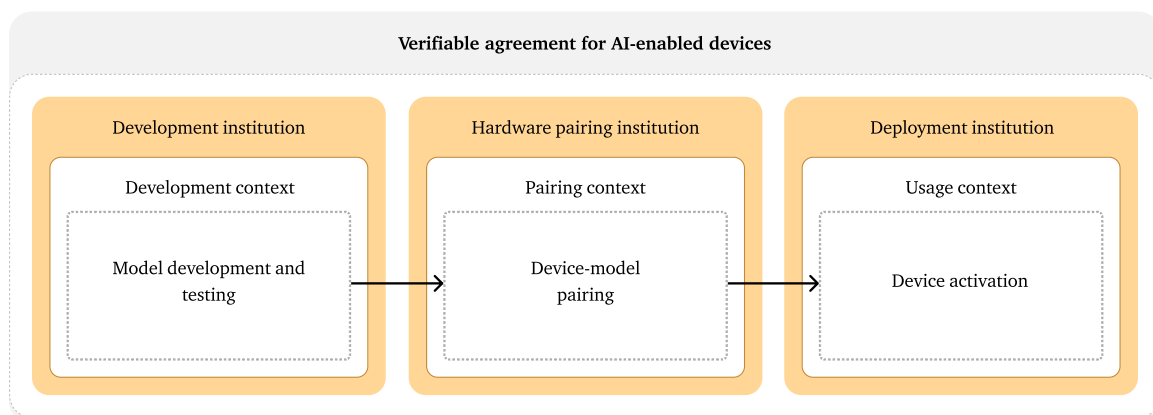 Verifiable agreement for AI-enabled devices
Development institution
Development context
Model development and
testing
Hardware pairing institution
Pairing context
Device-model
pairing
Deployment institution
Usage context
Device activation